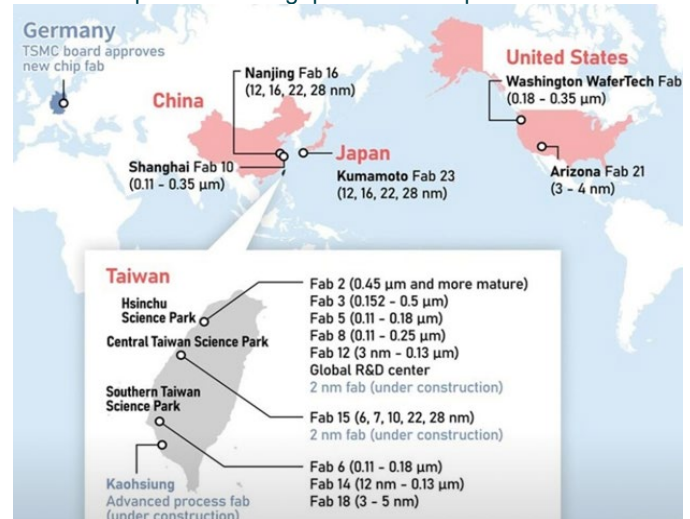 Germany
TSMC board approves
new chip fab
China
Nanjing Fab 16
(12, 16, 22, 28 nm)
Shanghai Fab 10
(0.11 - 0.35 µm)
Japan
Kumamoto Fab 23
(12, 16, 22, 28 nm)
United States
Washington WaferTech Fab
(0.18 - 0.35 µm)
Arizona Fab 21
(3 - 4 nm)
Taiwan
Hsinchu
Science Park
Fab 2 (0.45 µm and more mature)
Fab 3 (0.152 - 0.5 µm)
Fab 5 (0.11 - 0.18 µm)
Fab 8 (0.11 - 0.25 µm)
Fab 12 (3 nm - 0.13 µm)
Global R&D center
2 nm fab (under construction)
Central Taiwan Science Park
Fab 15 (6, 7, 10, 22, 28 nm)
2 nm fab (under construction)
Southern Taiwan
Science Park
Fab 6 (0.11 - 0.18 µm)
Fab 14 (12 nm - 0.13 µm)
Fab 18 (3 - 5 nm)
Kaohsiung
Advanced process fab
(under construction)